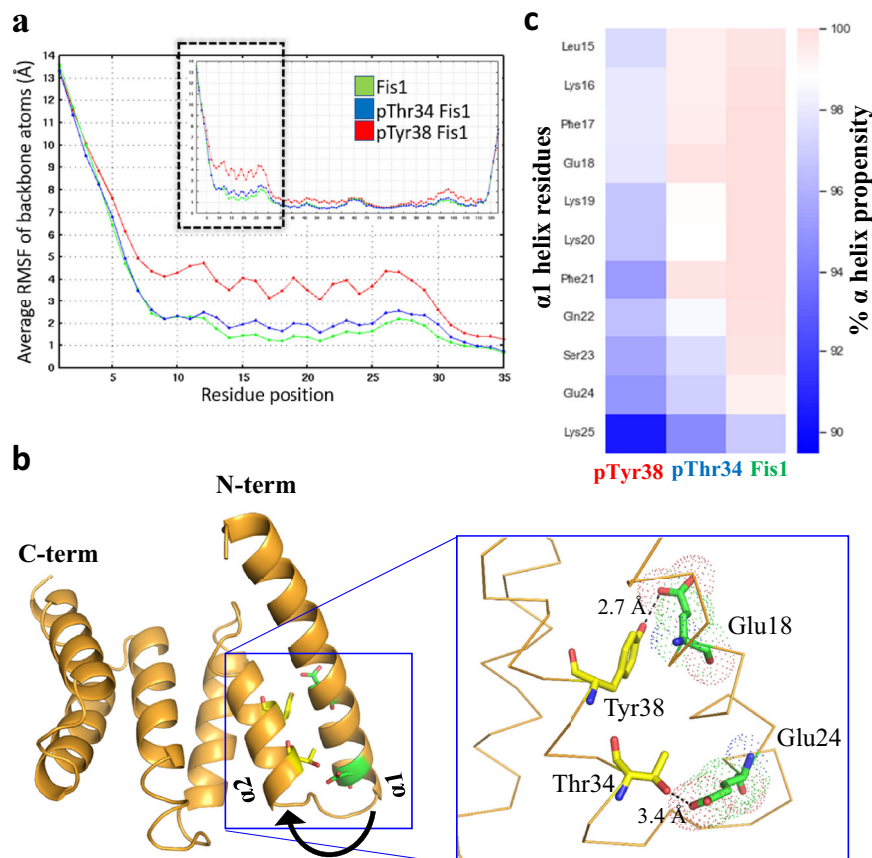 a
Average RMSF of backbone atoms (Å)
14
13
12
11
10
9
8
7
6
5
4
3
2
1
0
5
10
15
20
25
30
35
Residue position
Fis1
pThr34 Fis1
pTyr38 Fis1
c
α1 helix residues
Leu15
Lys16
Phe17
Glu18
Lys19
Lys20
Phe21
Gln22
Ser23
Glu24
Lys25
pTyr38 pThr34 Fis1
100
98
96
94
92
90
% α helix propensity
b
N-term
C-term
α2
α1
2.7 Å
Glu18
Tyr38
Glu24
Thr34
3.4 Å